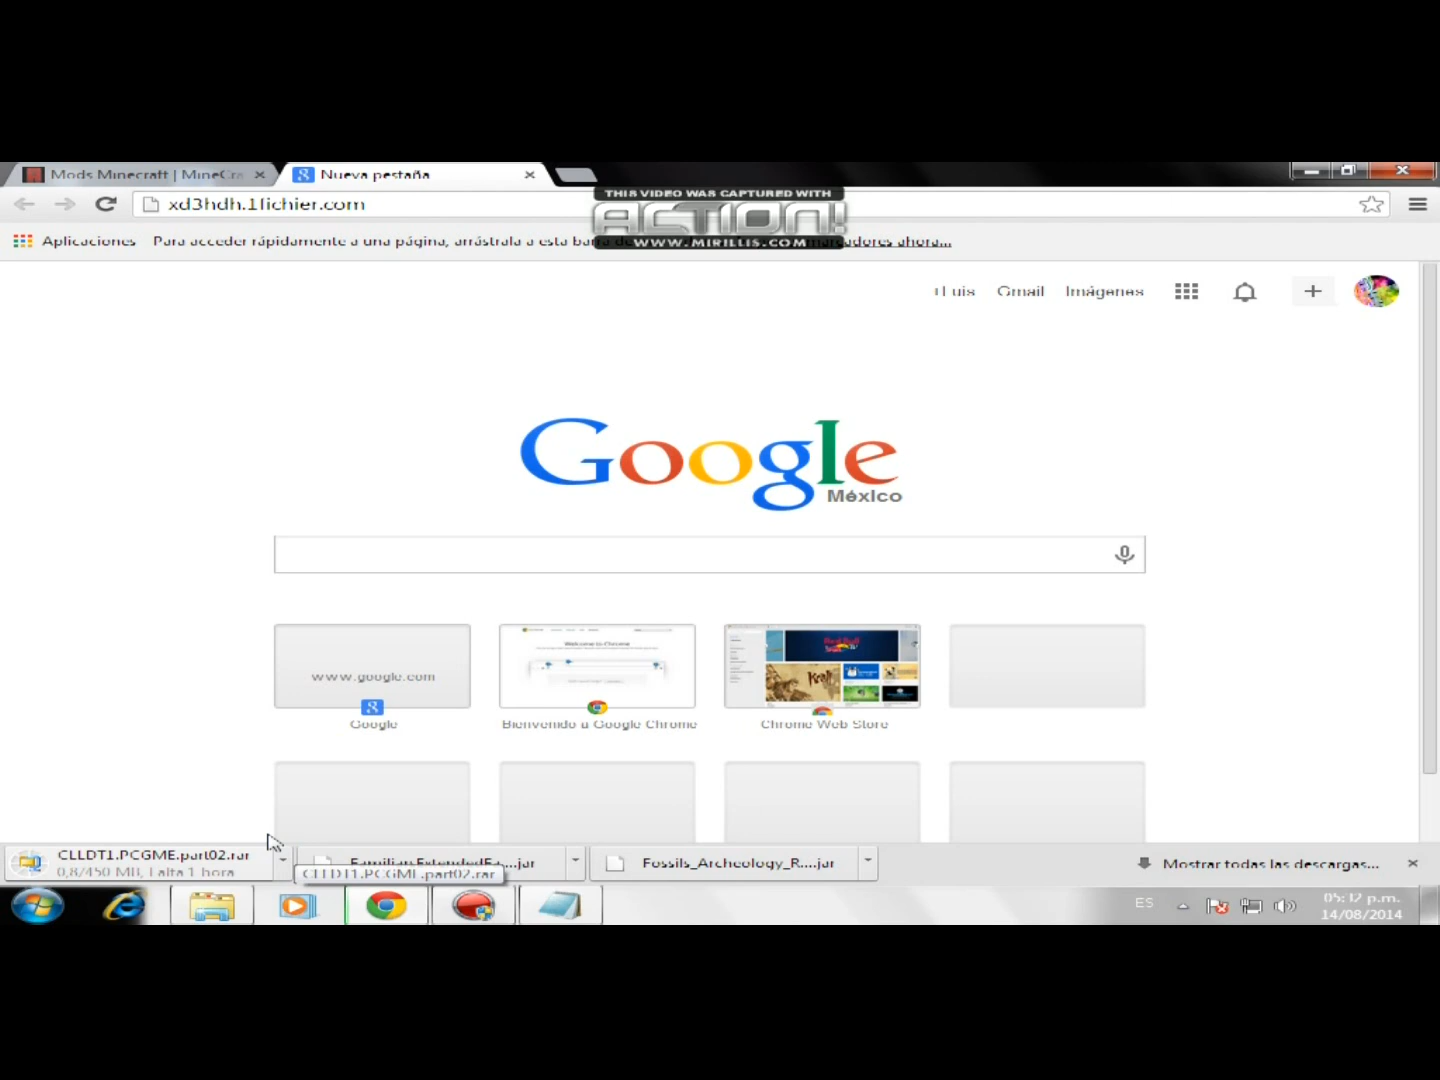 Mods Minecraft | MineCra
Nueva pestaña
xd3hdh.1fichier.com
THIS VIDEO WAS CAPTURED WITH
ACTION!
WWW.MIRILLIS.COM
Aplicaciones
Para acceder rápidamente a una página, arrástrala a esta barra de marcadores ahora...
+Luis
Gmail
Imágenes
Google
México
www.google.com
Welcome to Chrome
Google
Bienvenido a Google Chrome
Chrome Web Store
CLLDT1.PCGME.part02.rar
0,8/450 MB, Falta 1 hora
CLLDT1.PCGME.part02.rar
Fossils_Archeology_R....jar
Mostrar todas las descargas...
ES
05:12 p.m.
14/08/2014